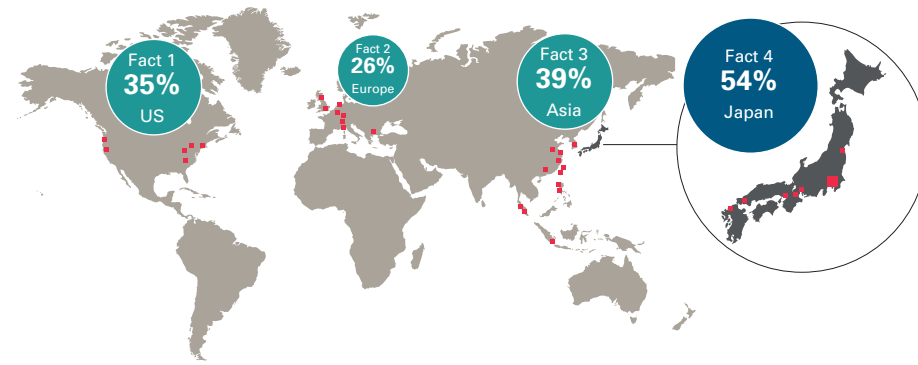 Fact 1
35%
US
Fact 2
26%
Europe
Fact 3
39%
Asia
Fact 4
54%
Japan